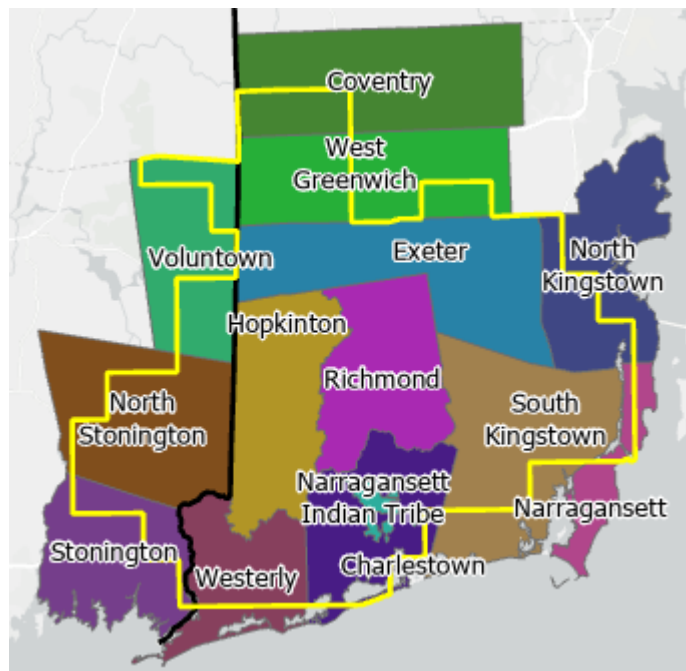 Coventry
West
Greenwich
Voluntown
Exeter
North
Kingstown
Hopkinton
Richmond
North
Stonington
South
Kingstown
Narragansett
Indian Tribe
Narragansett
Stonington
Westerly
Charlestown